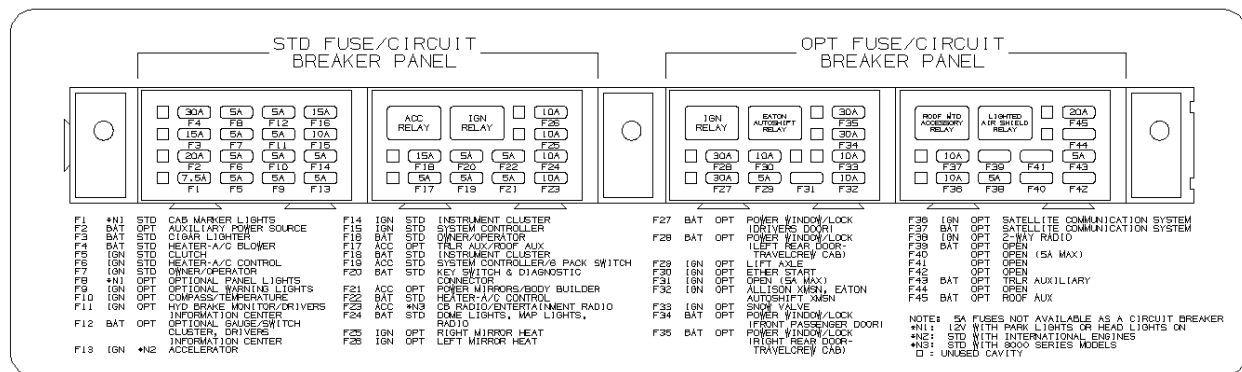 STD FUSE/CIRCUIT
BREAKER PANEL
OPT FUSE/CIRCUIT
BREAKER PANEL
30A 5A 5A 15A
F4 F8 F12 F16
15A 5A 5A 10A
F3 F7 F11 F15
20A 5A 5A 5A
F2 F6 F10 F14
7.5A 5A 5A 5A
F1 F5 F9 F13
ACC
RELAY
IGN
RELAY
10A
F26
10A
F25
15A 5A 5A 10A
F18 F20 F22 F24
5A 5A 5A 10A
F17 F19 F21 F23
IGN
RELAY
EATON
AUTOSHIFT
RELAY
30A
F35
30A
F34
30A 10A 10A
F28 F30 F33
30A 5A 10A
F27 F29 F31 F32
ROOF MTD
ACCESSORY
RELAY
LIGHTED
AIR SHIELD
RELAY
20A
F45
F44
10A 5A
F37 F39 F41 F43
10A 5A
F36 F38 F40 F42
F1 *N1 STD CAB MARKER LIGHTS
F2 BAT OPT AUXILIARY POWER SOURCE
F3 BAT STD CIGAR LIGHTER
F4 BAT STD HEATER-A/C BLOWER
F5 IGN STD CLUTCH
F6 IGN STD HEATER-A/C CONTROL
F7 IGN STD OWNER/OPERATOR
F8 *N1 OPT OPTIONAL PANEL LIGHTS
F9 IGN OPT OPTIONAL WARNING LIGHTS
F10 IGN OPT COMPASS/TEMPERATURE
F11 IGN OPT HYD BRAKE MONITOR/DRIVERS
INFORMATION CENTER
F12 BAT OPT OPTIONAL GAUGE/SWITCH
CLUSTER, DRIVERS
INFORMATION CENTER
F13 IGN *N2 ACCELERATOR
F14 IGN STD INSTRUMENT CLUSTER
F15 IGN STD SYSTEM CONTROLLER
F16 BAT STD OWNER/OPERATOR
F17 ACC OPT TRLR AUX/ROOF AUX
F18 BAT STD INSTRUMENT CLUSTER
F19 ACC STD SYSTEM CONTROLLER/6 PACK SWITCH
F20 BAT STD KEY SWITCH & DIAGNOSTIC
CONNECTOR
F21 ACC OPT POWER MIRRORS/BODY BUILDER
F22 BAT STD HEATER-A/C CONTROL
F23 ACC *N3 CB RADIO/ENTERTAINMENT RADIO
F24 BAT STD DOME LIGHTS, MAP LIGHTS,
RADIO
F25 IGN OPT RIGHT MIRROR HEAT
F26 IGN OPT LEFT MIRROR HEAT
F27 BAT OPT POWER WINDOW/LOCK
(DRIVERS DOOR)
F28 BAT OPT POWER WINDOW/LOCK
(LEFT REAR DOOR-
TRAVELCREW CAB)
F29 IGN OPT LIFT AXLE
F30 IGN OPT ETHER START
F31 IGN OPT OPEN (5A MAX)
F32 IGN OPT ALLISON XMSN, EATON
AUTOSHIFT XMSN
F33 IGN OPT SNOW VALVE
F34 BAT OPT POWER WINDOW/LOCK
(FRONT PASSENGER DOOR)
F35 BAT OPT POWER WINDOW/LOCK
(RIGHT REAR DOOR-
TRAVELCREW CAB)
F36 IGN OPT SATELLITE COMMUNICATION SYSTEM
F37 BAT OPT SATELLITE COMMUNICATION SYSTEM
F38 IGN OPT 2-WAY RADIO
F39 BAT OPT OPEN
F40 OPT OPEN (5A MAX)
F41 OPT OPEN
F42 OPT OPEN
F43 BAT OPT TRLR AUXILIARY
F44 OPT OPEN
F45 BAT OPT ROOF AUX
NOTE: 5A FUSES NOT AVAILABLE AS A CIRCUIT BREAKER
*N1: 12V WITH PARK LIGHTS OR HEAD LIGHTS ON
*N2: STD WITH INTERNATIONAL ENGINES
*N3: STD WITH 8000 SERIES MODELS
□ : UNUSED CAVITY